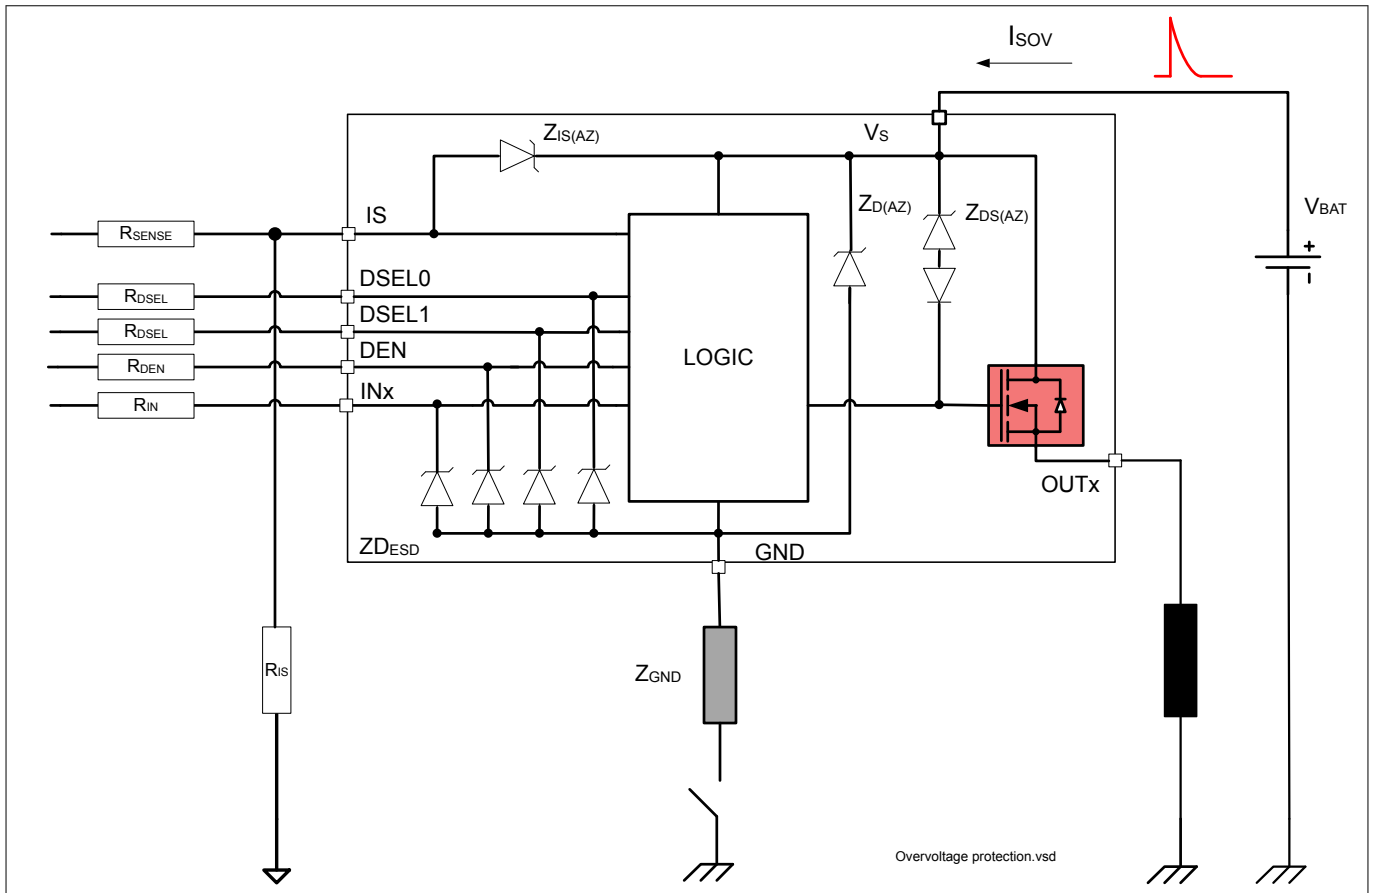 ISOV
ZIS(AZ)
VS
IS
ZD(AZ)
ZDS(AZ)
VBAT
RSENSE
+
-
DSEL0
RDSEL
DSEL1
RDSEL
DEN
LOGIC
RDEN
INx
RIN
OUTx
ZDESD
GND
RIS
ZGND
Overvoltage protection.vsd